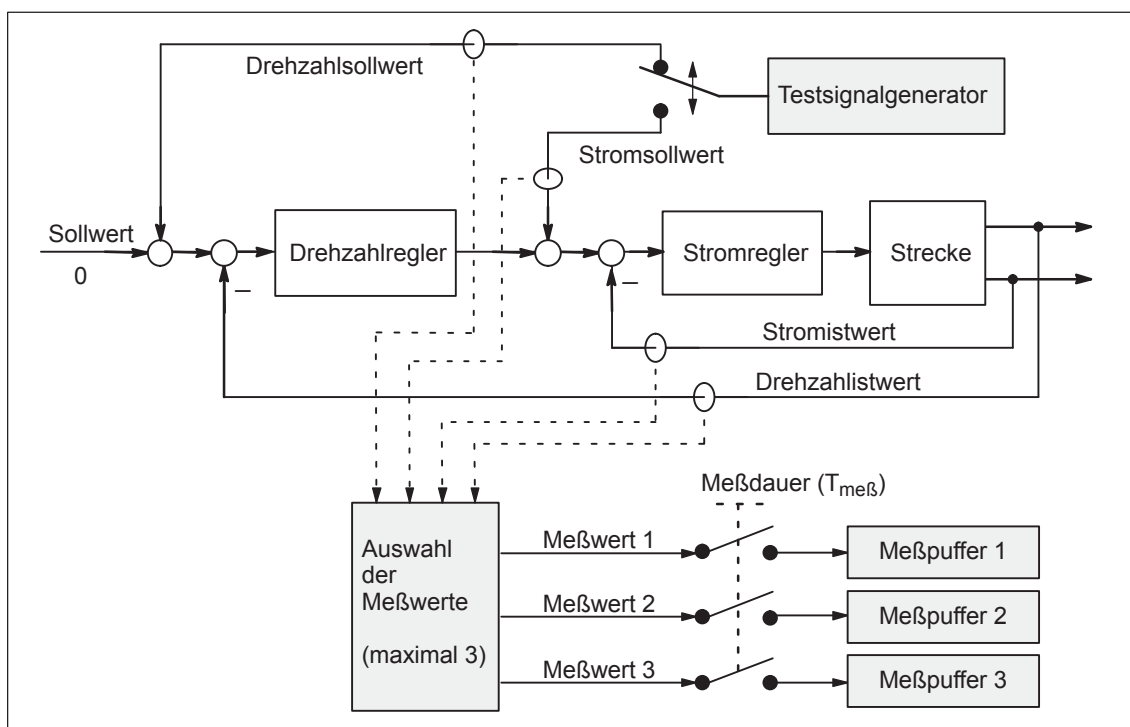 Drehzahlsollwert
Testsignalgenerator
Stromsollwert
Sollwert
0
Drehzahlregler
Stromregler
Strecke
–
–
Stromistwert
Drehzahlistwert
Meßdauer (Tmeß)
Auswahl
der
Meßwerte
(maximal 3)
Meßwert 1
Meßpuffer 1
Meßwert 2
Meßpuffer 2
Meßwert 3
Meßpuffer 3